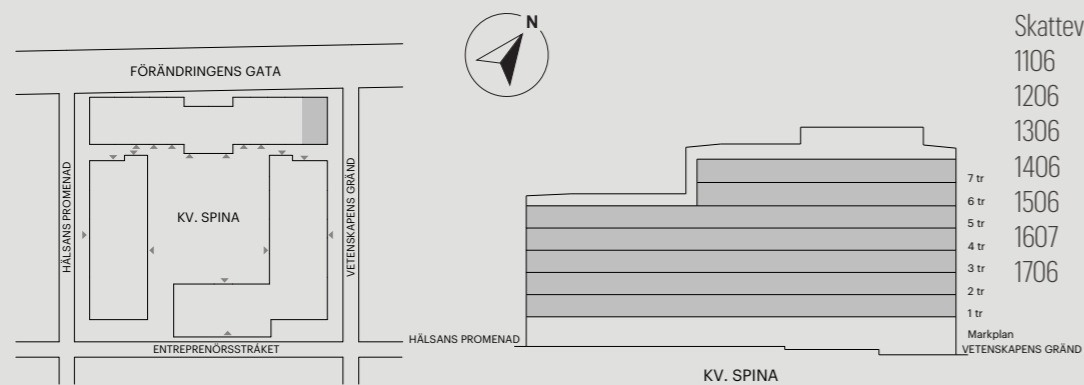 FÖRÄNDRINGENS GATA
HÄLSANS PROMENAD
KV. SPINA
VETENSKAPENS GRÄND
ENTREPRENÖRSSTRÅKET
N
7 tr
6 tr
5 tr
4 tr
3 tr
2 tr
1 tr
Markplan
HÄLSANS PROMENAD
VETENSKAPENS GRÄND
KV. SPINA
Skattev
1106
1206
1306
1406
1506
1607
1706